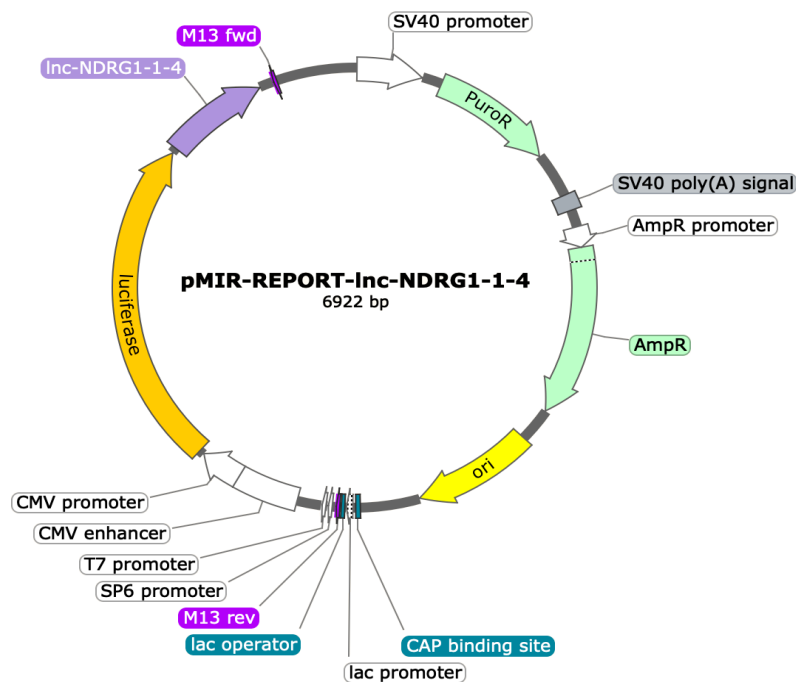 SV40 promoter
M13 fwd
lnc-NDRG1-1-4
PuroR
SV40 poly(A) signal
AmpR promoter
pMIR-REPORT-lnc-NDRG1-1-4
6922 bp
luciferase
AmpR
ori
CMV promoter
CMV enhancer
T7 promoter
SP6 promoter
M13 rev
lac operator
CAP binding site
lac promoter